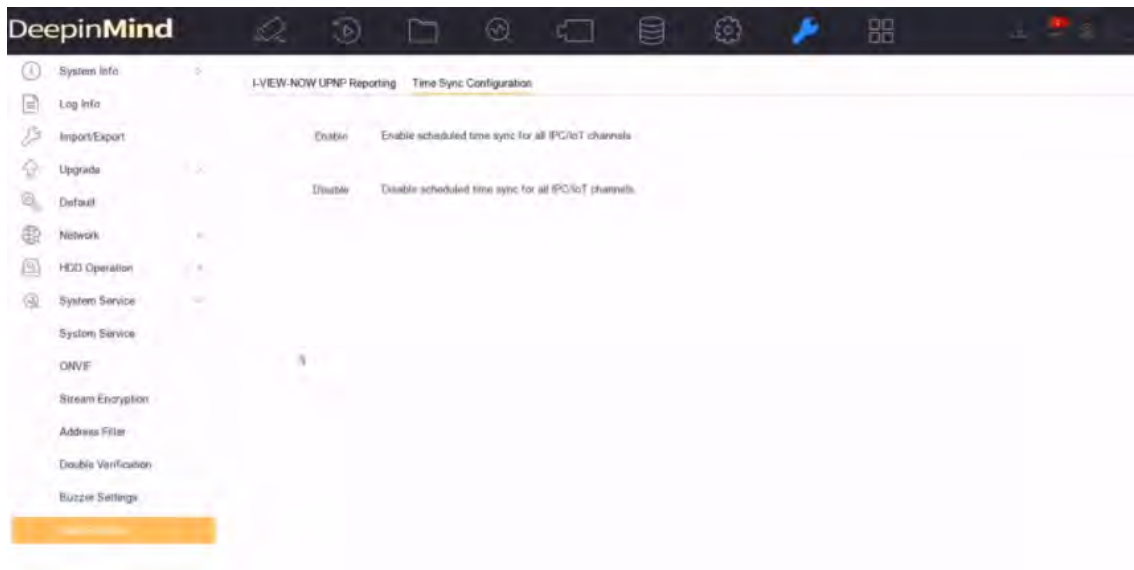 DeepinMind
System Info
Log Info
Import/Export
Upgrade
Default
Network
HDD Operation
System Service
System Service
ONVIF
Stream Encryption
Address Filter
Double Verification
Buzzer Settings
I-VIEW-NOW UPNP Reporting Time Sync Configuration
Enable Enable scheduled time sync for all IPC/IoT channels
Disable Disable scheduled time sync for all IPC/IoT channels.